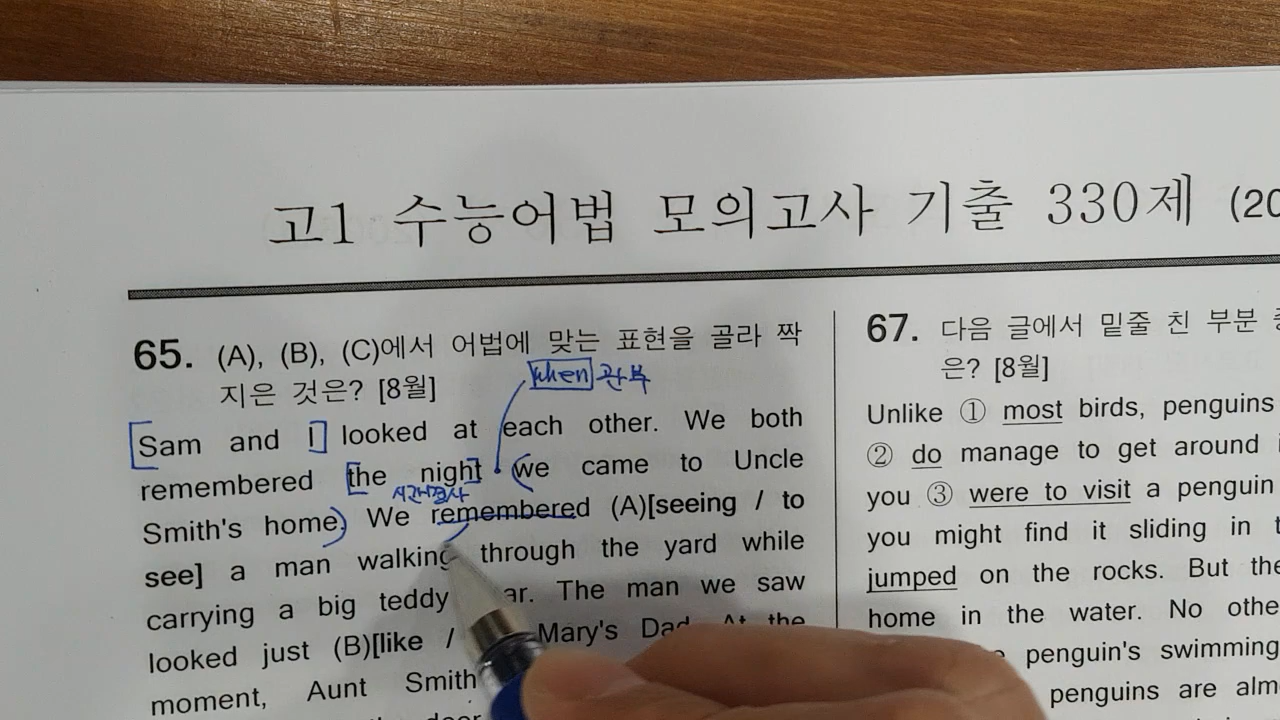 고1 수능어법 모의고사 기출 330제 (20
65. (A), (B), (C)에서 어법에 맞는 표현을 골라 짝
지은 것은? [8월]
when 관부
Sam and I looked at each other. We both
remembered the night we came to Uncle
시간명사
Smith's home. We remembered (A)[seeing / to
see] a man walking through the yard while
carrying a big teddy ar. The man we saw
looked just (B)[like / Mary's Dad. At the
moment, Aunt Smith
67. 다음 글에서 밑줄 친 부분 중
은? [8월]
Unlike ① most birds, penguins
② do manage to get around i
you ③ were to visit a penguin
you might find it sliding in t
jumped on the rocks. But the
home in the water. No othe
penguin's swimming
penguins are alm